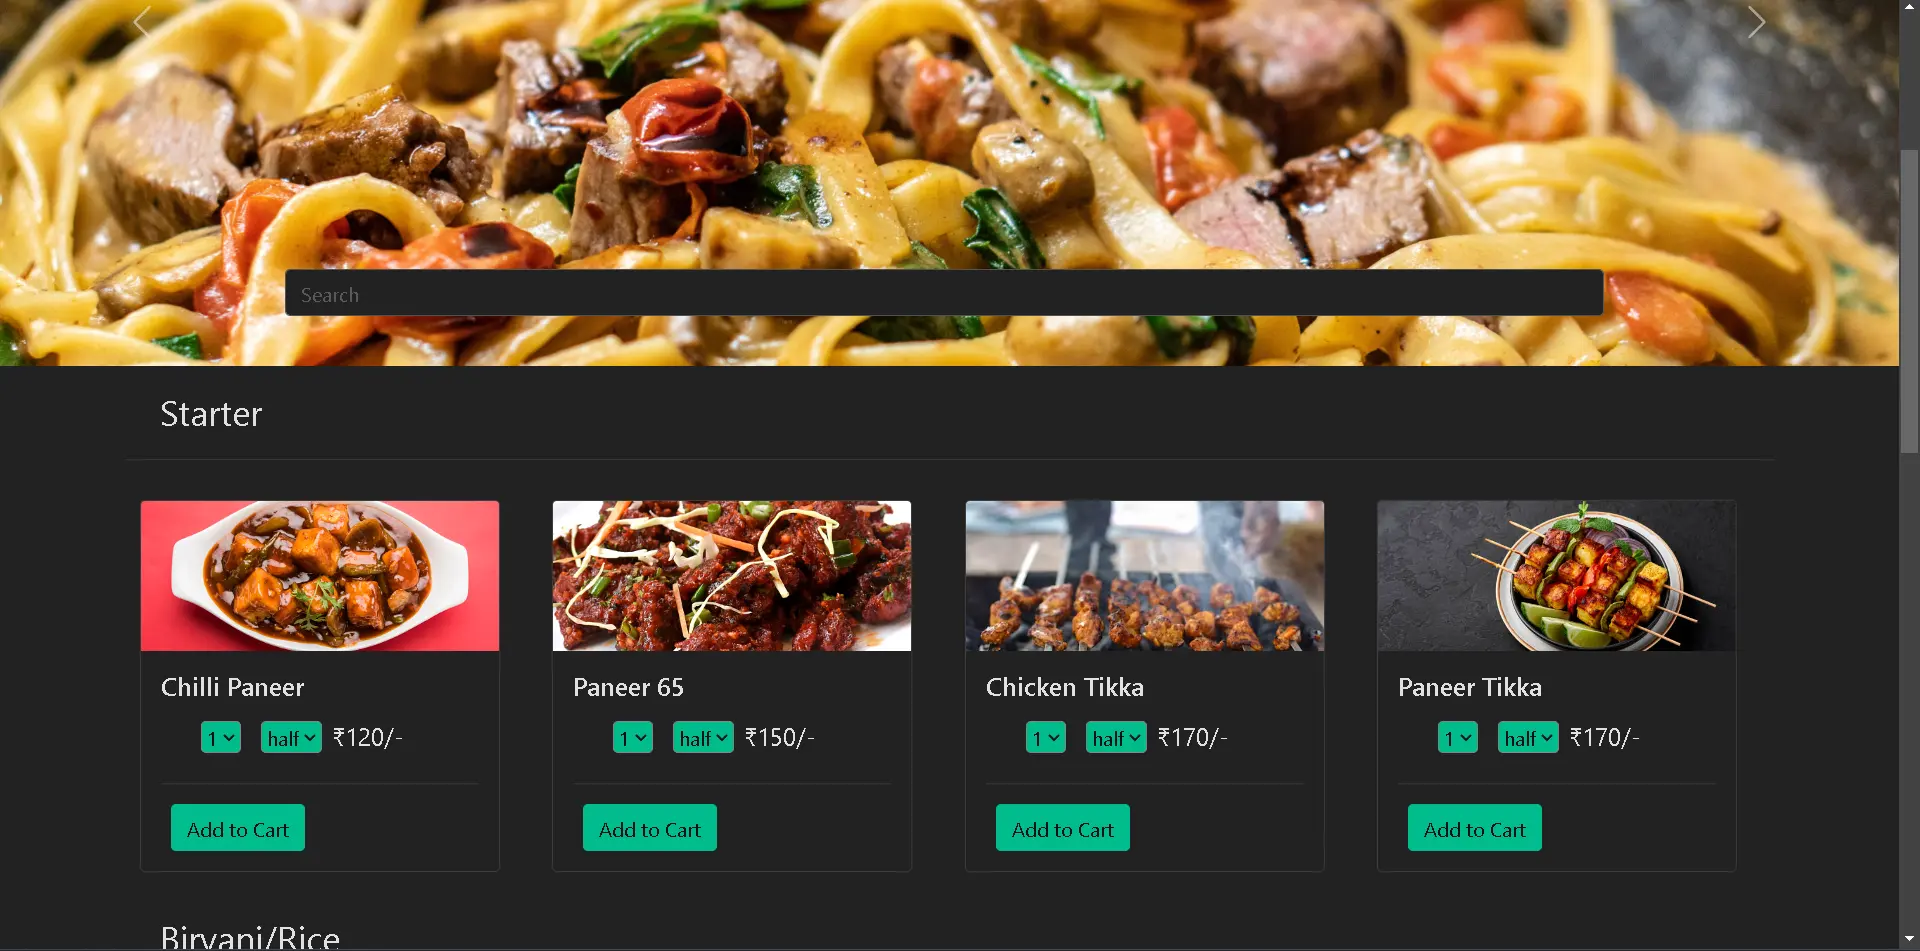 Search
Starter
Chilli Paneer
1 half ₹120/-
Add to Cart
Paneer 65
1 half ₹150/-
Add to Cart
Chicken Tikka
1 half ₹170/-
Add to Cart
Paneer Tikka
1 half ₹170/-
Add to Cart
Biryani/Rice